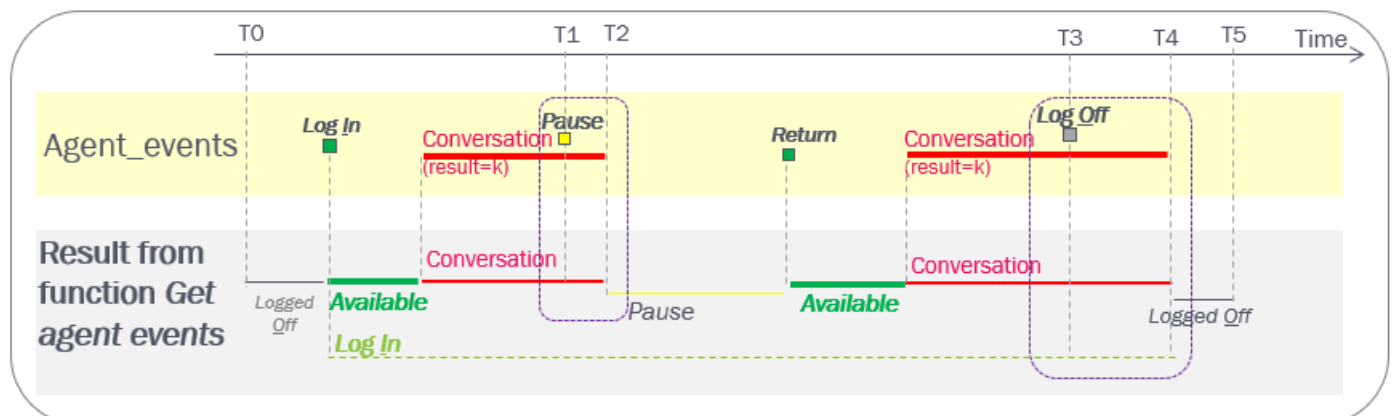 T0
T1
T2
T3
T4
T5
Time
Agent_events
Log In
Conversation
(result=k)
Pause
Return
Conversation
(result=k)
Log Off
Result from
function Get
agent events
Logged
Off
Available
Log In
Conversation
Pause
Available
Conversation
Logged Off